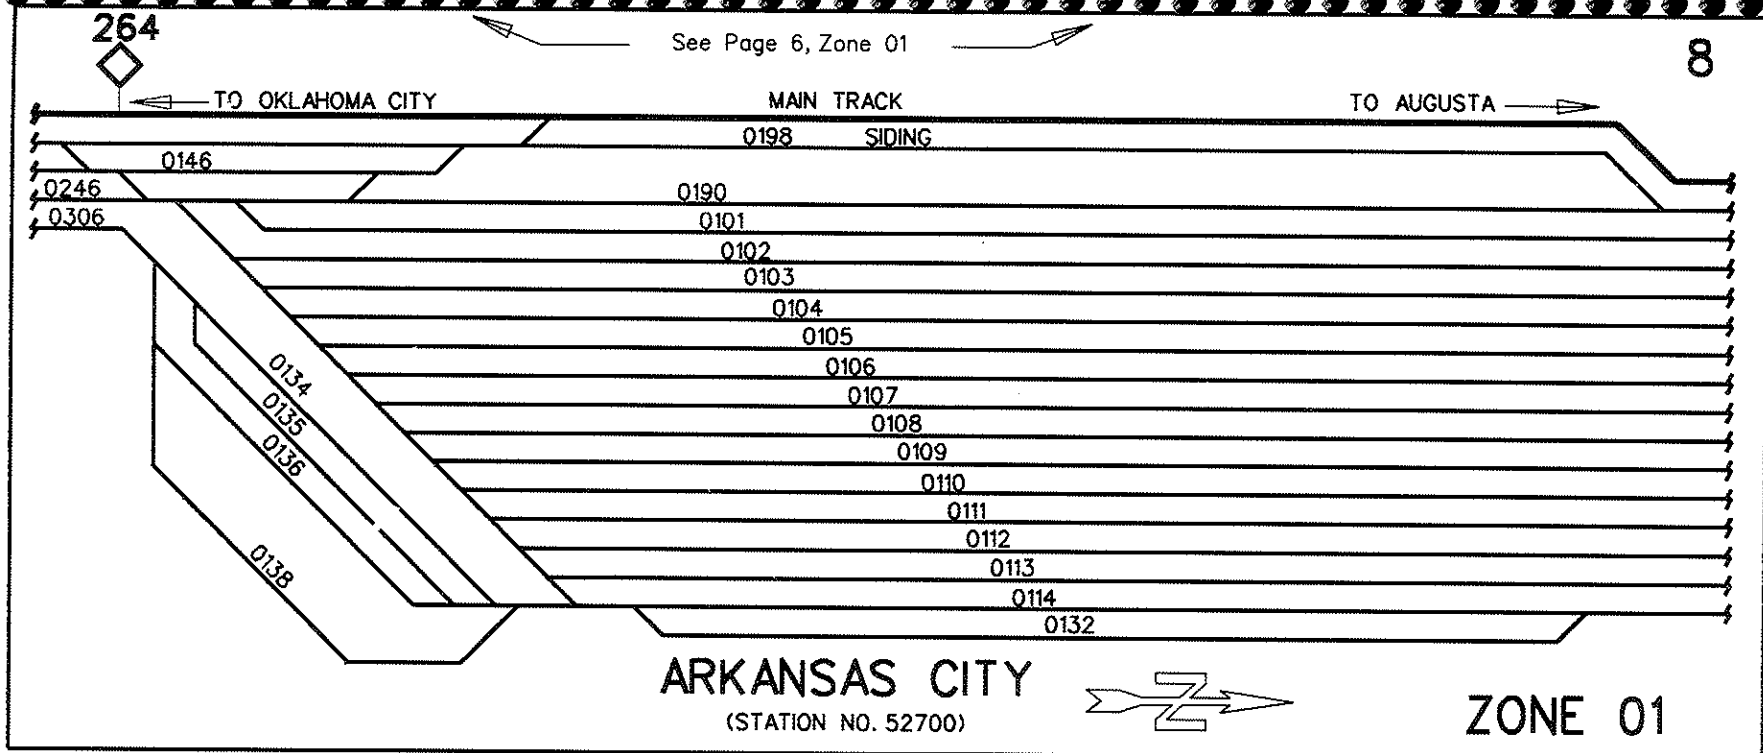 264
See Page 6, Zone 01
8
TO OKLAHOMA CITY
MAIN TRACK
TO AUGUSTA
0198 SIDING
0146
0246
0190
0306
0101
0102
0103
0104
0105
0106
0107
0108
0109
0110
0111
0112
0113
0114
0132
0134
0135
0136
0138
ARKANSAS CITY
(STATION NO. 52700)
N
ZONE 01